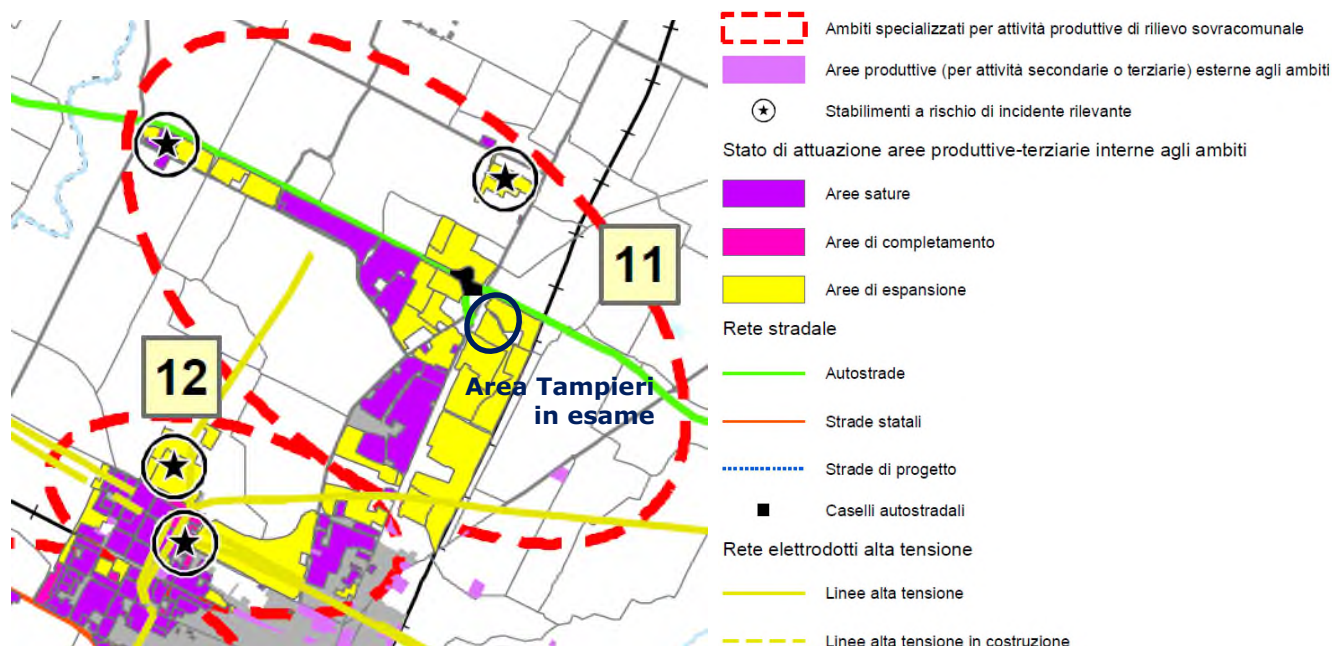 11
12
Area Tampieri
in esame
Ambiti specializzati per attività produttive di rilievo sovracomunale
Aree produttive (per attività secondarie o terziarie) esterne agli ambiti
Stabilimenti a rischio di incidente rilevante
Stato di attuazione aree produttive-terziarie interne agli ambiti
Aree sature
Aree di completamento
Aree di espansione
Rete stradale
Autostrade
Strade statali
Strade di progetto
Caselli autostradali
Rete elettrodotti alta tensione
Linee alta tensione
Linee alta tensione in costruzione